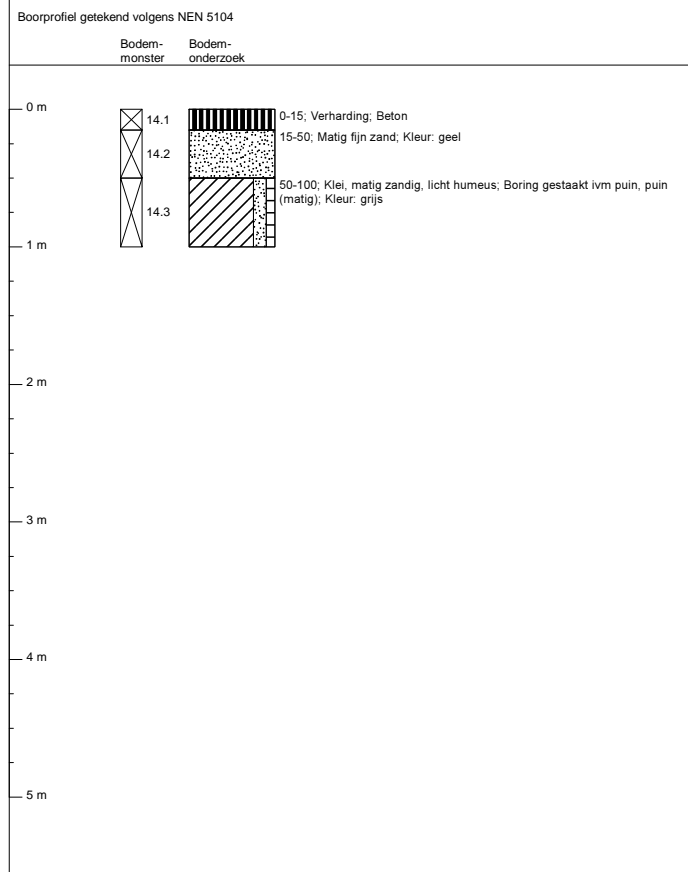 Boorprofiel getekend volgens NEN 5104
Bodem-
monster
Bodem-
onderzoek
0 m
14.1
0-15; Verharding; Beton
15-50; Matig fijn zand; Kleur: geel
14.2
50-100; Klei, matig zandig, licht humeus; Boring gestaakt ivm puin, puin
(matig); Kleur: grijs
14.3
1 m
2 m
3 m
4 m
5 m